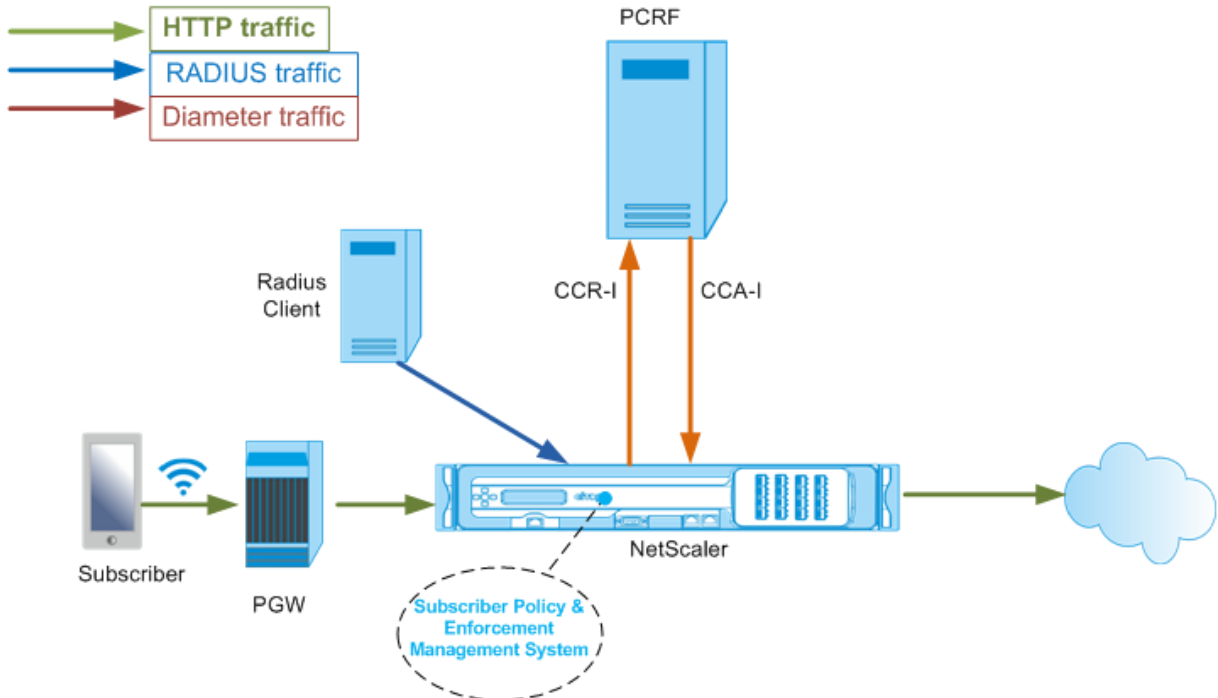 HTTP traffic
RADIUS traffic
Diameter traffic
PCRF
Radius
Client
CCR-I
CCA-I
Subscriber
PGW
NetScaler
Subscriber Policy &
Enforcement
Management System